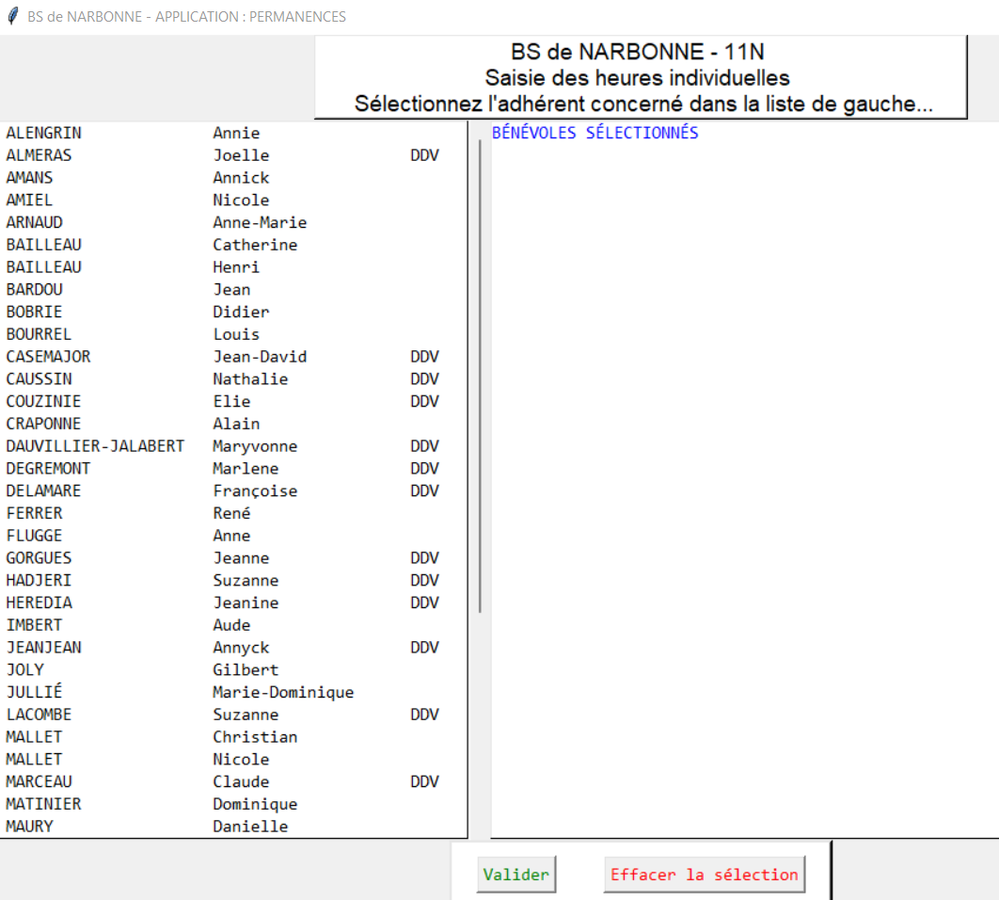 BS de NARBONNE - APPLICATION : PERMANENCES
BS de NARBONNE - 11N
Saisie des heures individuelles
Sélectionnez l'adhérent concerné dans la liste de gauche...
ALENGRIN Annie
ALMERAS Joelle DDV
AMANS Annick
AMIEL Nicole
ARNAUD Anne-Marie
BAILLEAU Catherine
BAILLEAU Henri
BARDOU Jean
BOBRIE Didier
BOURREL Louis
CASEMAJOR Jean-David DDV
CAUSSIN Nathalie DDV
COUZINIE Elie DDV
CRAPONNE Alain
DAUVILLIER-JALABERT Maryvonne DDV
DEGREMONT Marlene DDV
DELAMARE Françoise DDV
FERRER René
FLUGGE Anne
GORGUES Jeanne DDV
HADJERI Suzanne DDV
HEREDIA Jeanine DDV
IMBERT Aude
JEANJEAN Annyck DDV
JOLY Gilbert
JULLIÉ Marie-Dominique
LACOMBE Suzanne DDV
MALLET Christian
MALLET Nicole
MARCEAU Claude DDV
MATINIER Dominique
MAURY Danielle
BÉNÉVOLES SÉLECTIONNÉS
Valider
Effacer la sélection